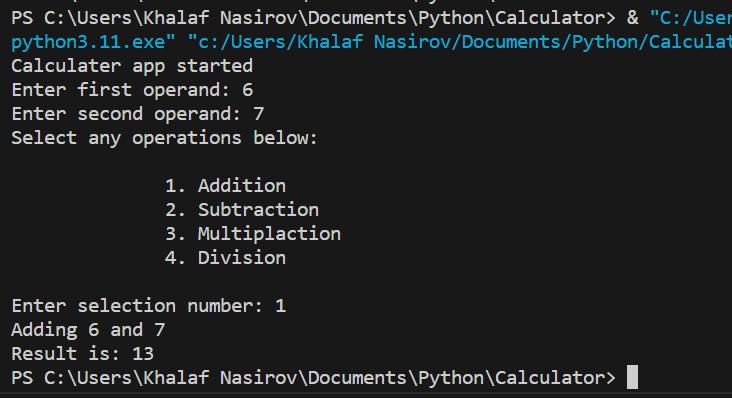 PS C:\Users\Khalaf Nasirov\Documents\Python\Calculator> & "C:/User
python3.11.exe" "c:/Users/Khalaf Nasirov/Documents/Python/Calculat
Calculater app started
Enter first operand: 6
Enter second operand: 7
Select any operations below:
1. Addition
2. Subtraction
3. Multiplaction
4. Division
Enter selection number: 1
Adding 6 and 7
Result is: 13
PS C:\Users\Khalaf Nasirov\Documents\Python\Calculator>